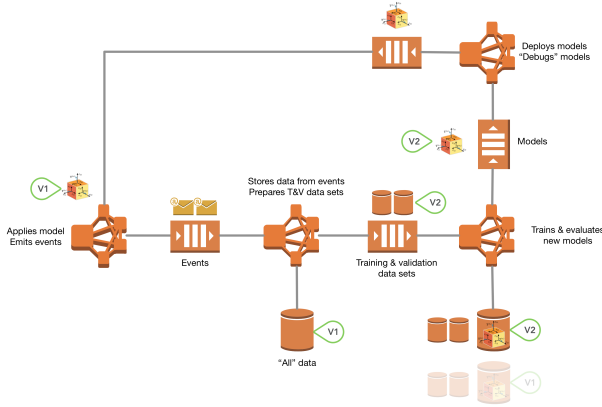 Deploys models
"Debugs" models
V2
Models
V1
Stores data from events
Prepares T&V data sets
V2
Applies model
Emits events
Trains & evaluates
new models
Events
Training & validation
data sets
V1
V2
"All" data
V1